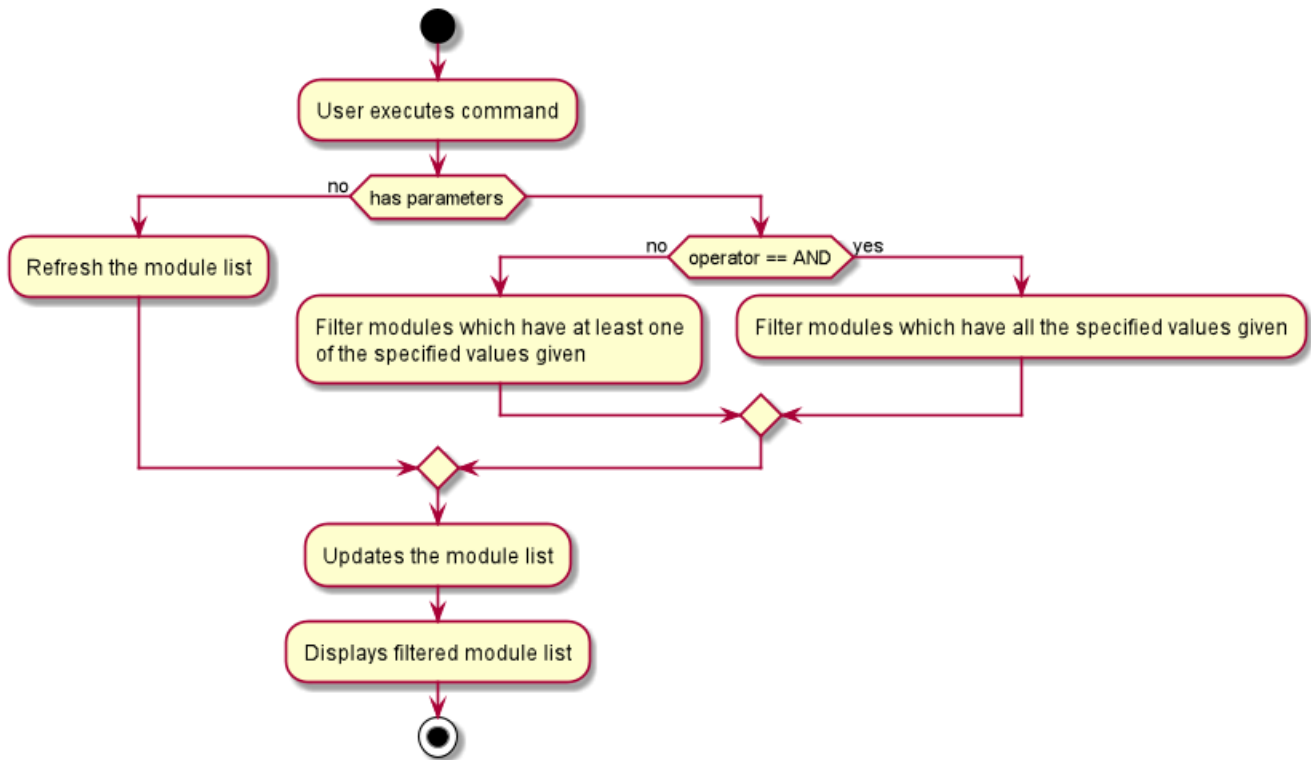 User executes command
no
has parameters
Refresh the module list
no
operator == AND
yes
Filter modules which have at least one
of the specified values given
Filter modules which have all the specified values given
Updates the module list
Displays filtered module list